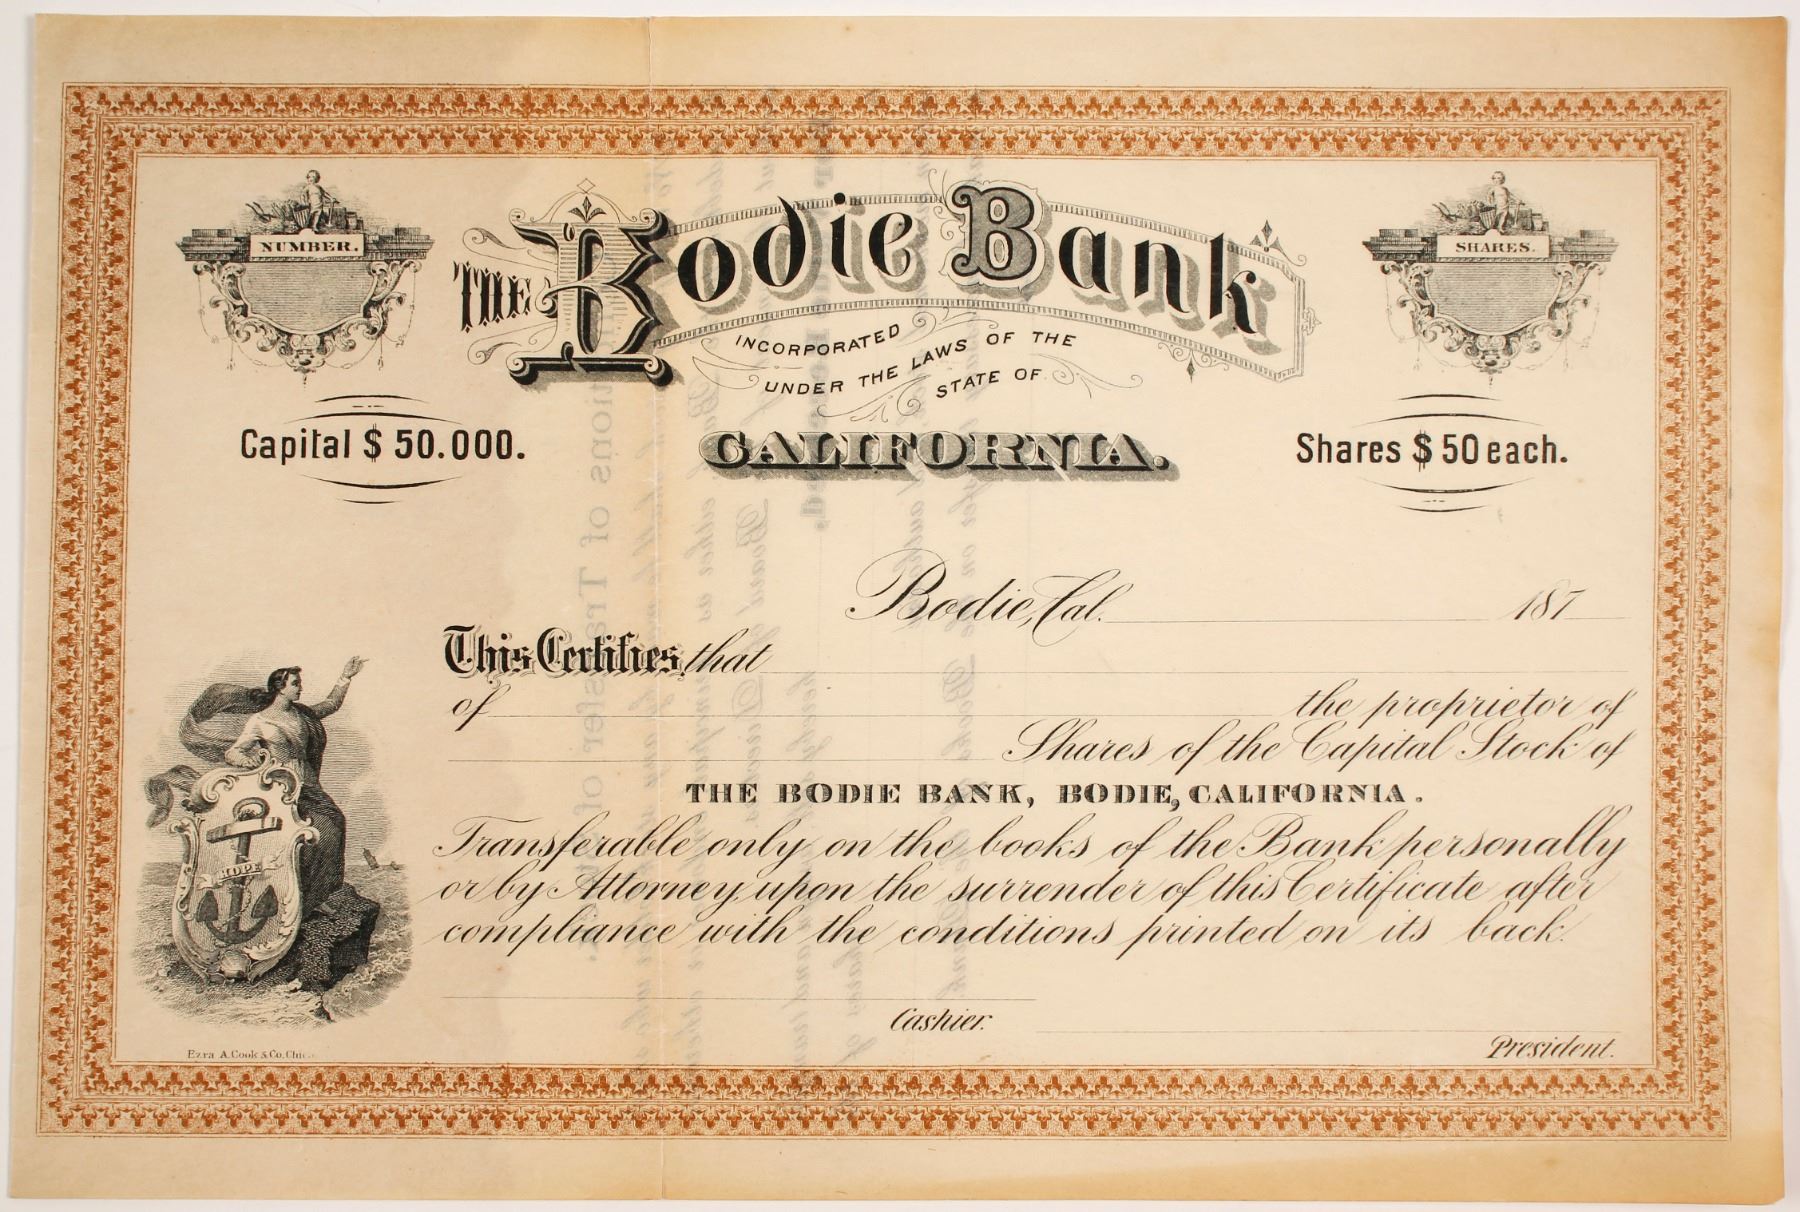 NUMBER.
SHARES.
THE Bodie Bank
INCORPORATED
UNDER THE LAWS OF THE
STATE OF
CALIFORNIA.
Capital $50.000.
Shares $50 each.
Bodie, Cal. 187
This Certifies, that
of the proprietor of
Shares of the Capital Stock of
THE BODIE BANK, BODIE, CALIFORNIA.
Transferable only on the books of the Bank personally
or by Attorney, upon the surrender of this Certificate after
compliance with the conditions printed on its back.
HOPE
Cashier.
President.
Ezra A. Cook & Co.